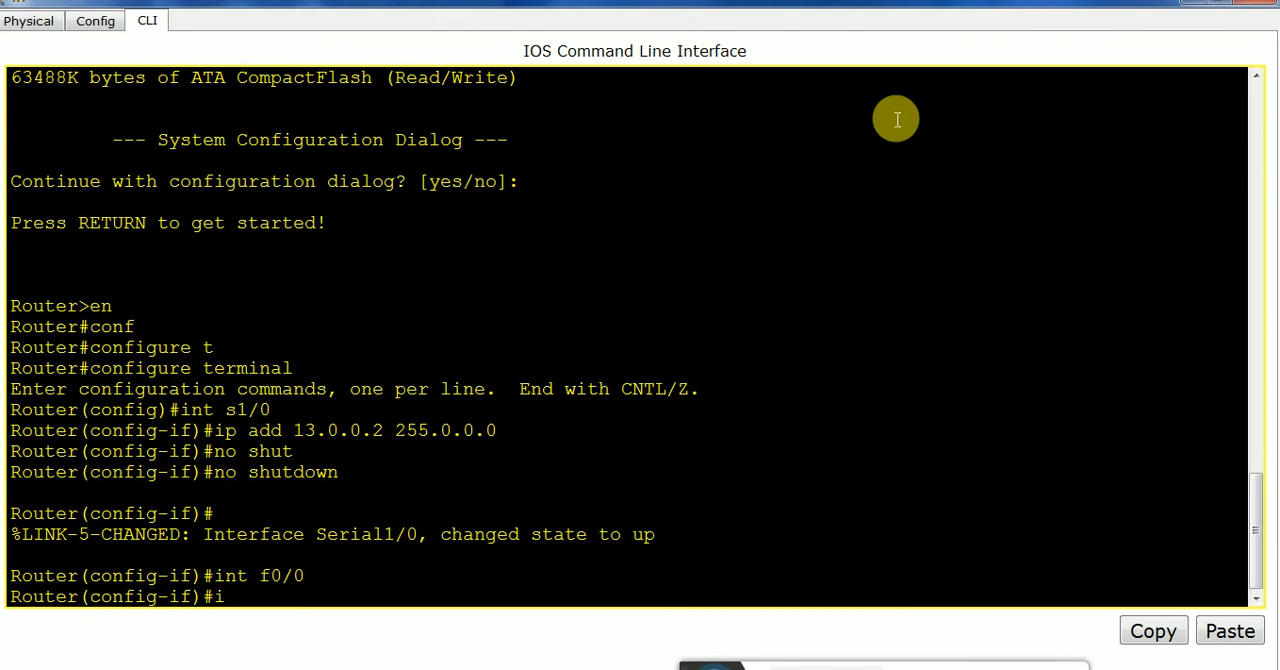 Physical Config CLI
IOS Command Line Interface
63488K bytes of ATA CompactFlash (Read/Write)
--- System Configuration Dialog ---
Continue with configuration dialog? [yes/no]:
Press RETURN to get started!
Router>en
Router#conf
Router#configure t
Router#configure terminal
Enter configuration commands, one per line.  End with CNTL/Z.
Router(config)#int s1/0
Router(config-if)#ip add 13.0.0.2 255.0.0.0
Router(config-if)#no shut
Router(config-if)#no shutdown
Router(config-if)#
%LINK-5-CHANGED: Interface Serial1/0, changed state to up
Router(config-if)#int f0/0
Router(config-if)#i
Copy Paste